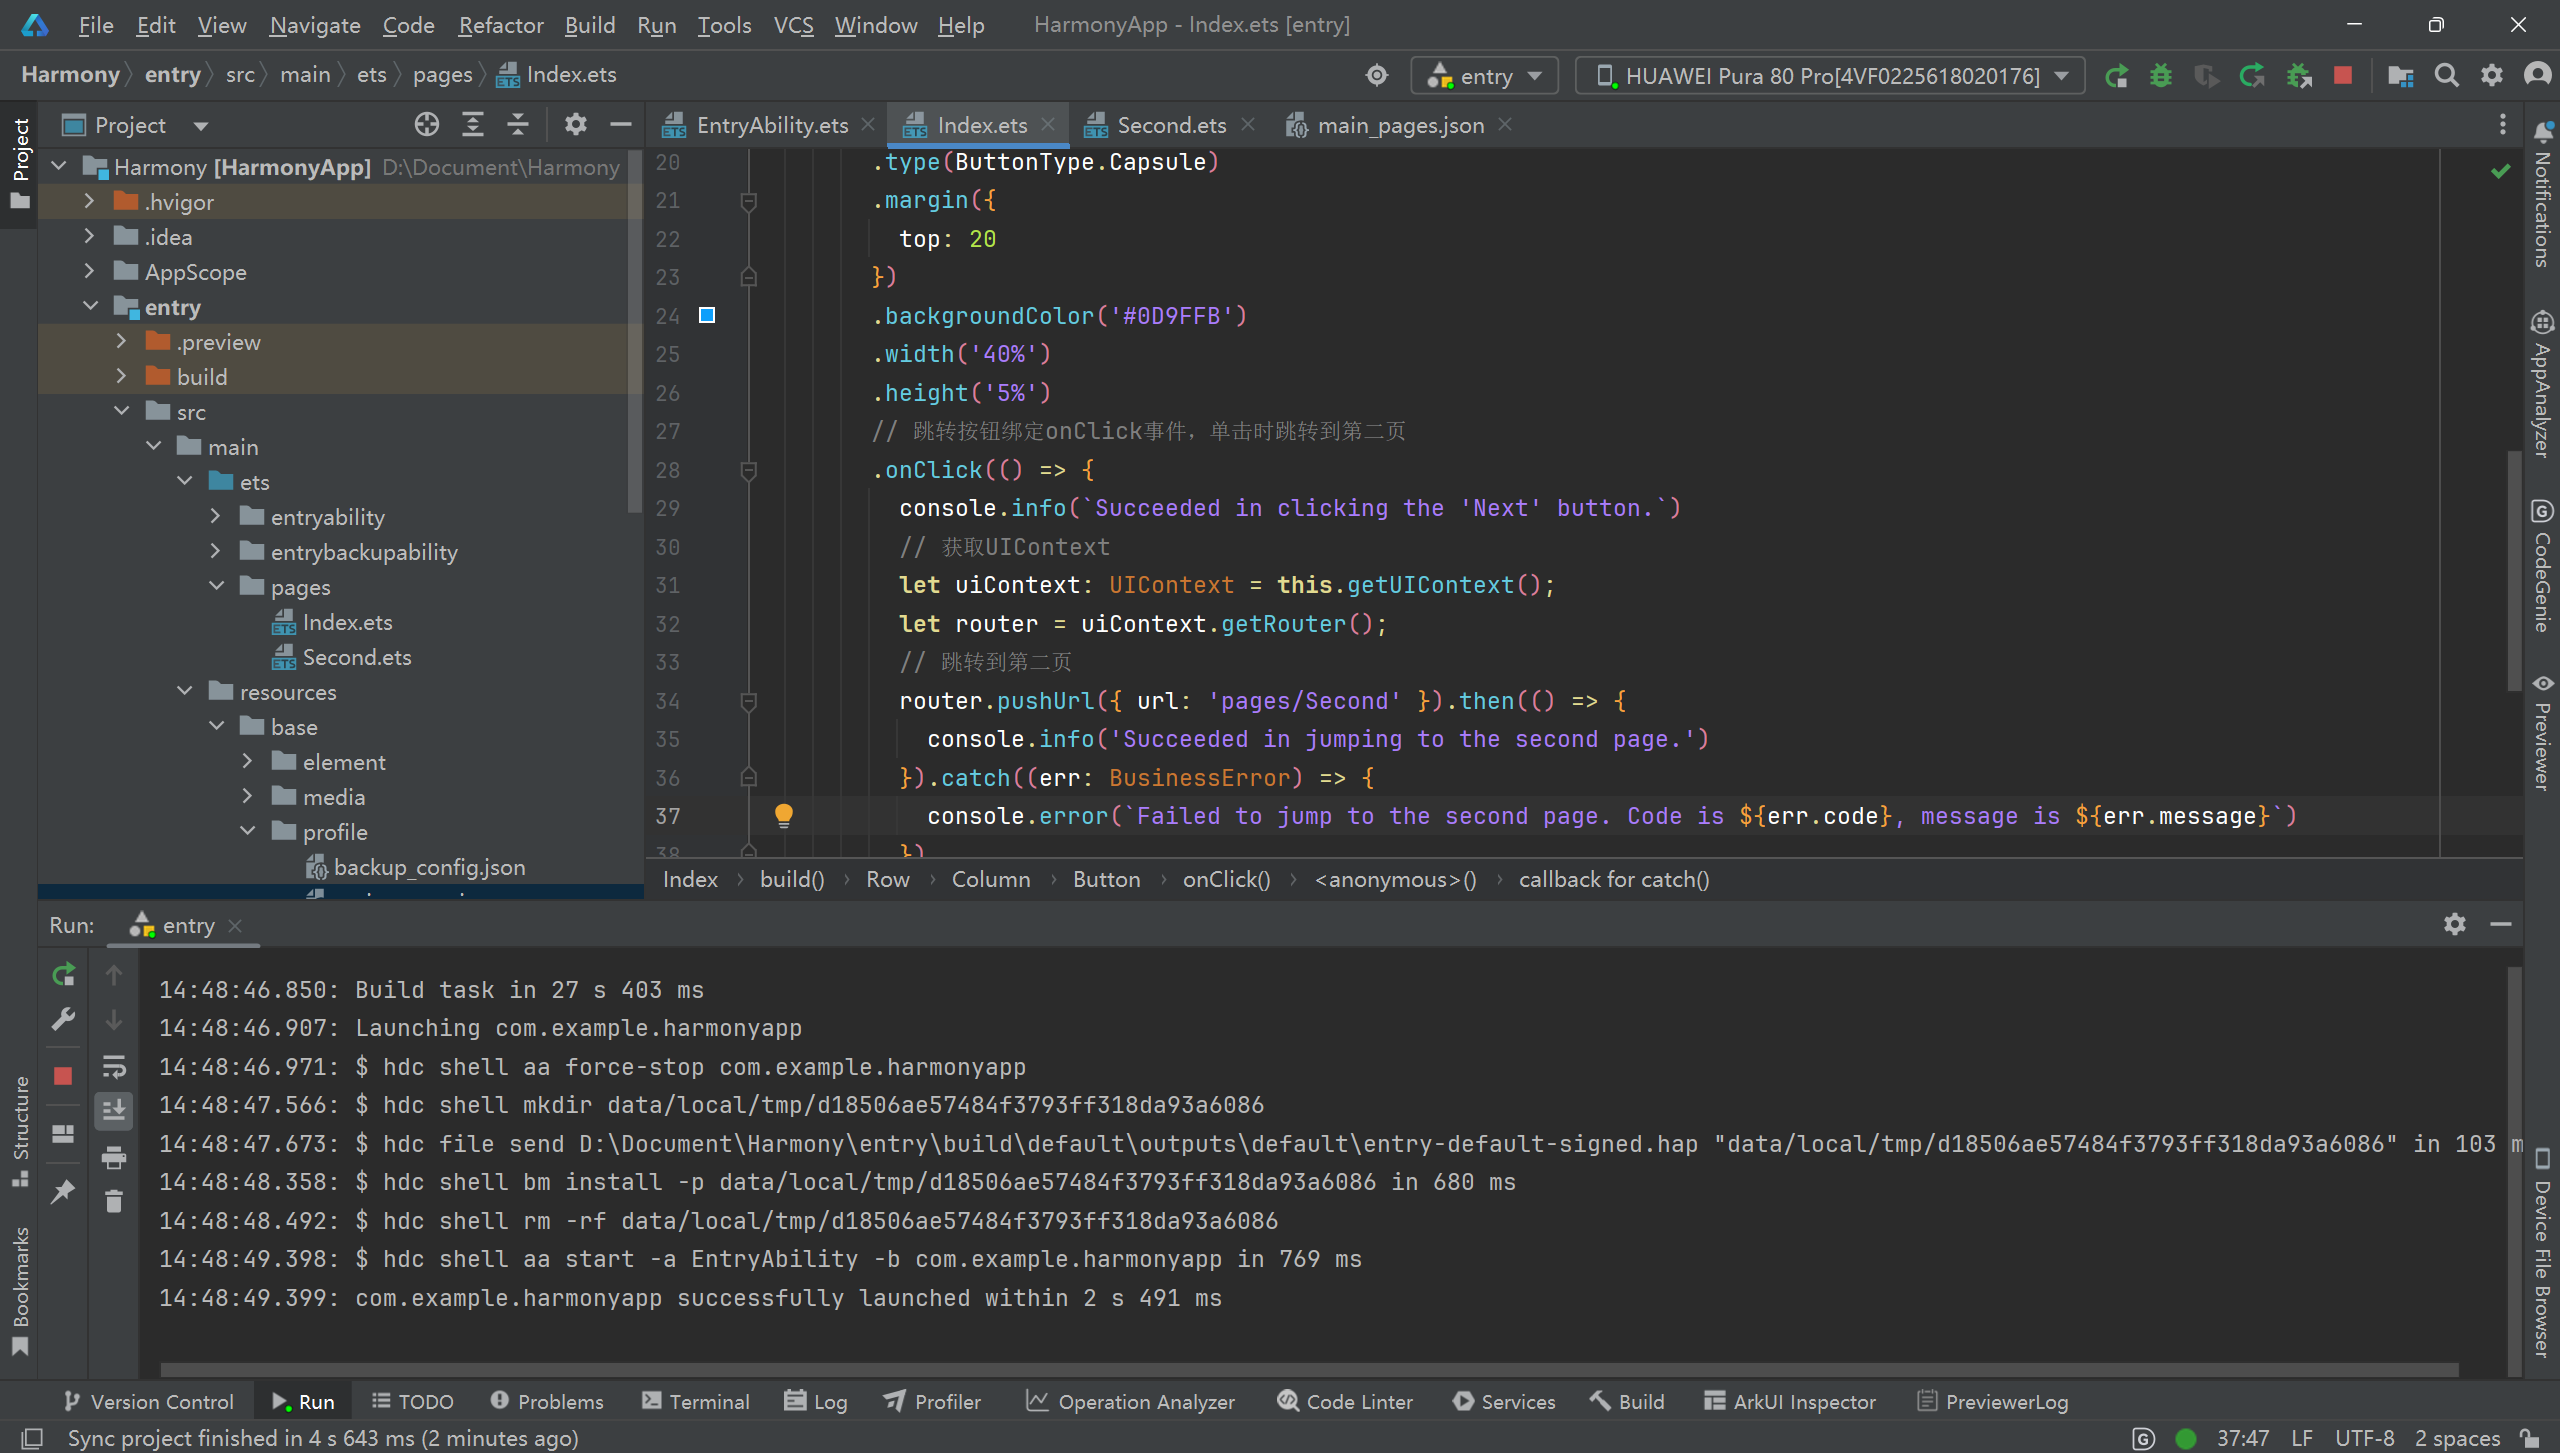 File Edit View Navigate Code Refactor Build Run Tools VCS Window Help HarmonyApp - Index.ets [entry]
Harmony entry src main ets pages Index.ets entry HUAWEI Pura 80 Pro[4VF0225618020176]
Project
Project
Harmony [HarmonyApp] D:\Document\Harmony
.hvigor
.idea
AppScope
entry
.preview
build
src
main
ets
entryability
entrybackupability
pages
Index.ets
Second.ets
resources
base
element
media
profile
backup_config.json
EntryAbility.ets Index.ets Second.ets main_pages.json
20 .type(ButtonType.Capsule)
21 .margin({
22 top: 20
23 })
24 .backgroundColor('#0D9FFB')
25 .width('40%')
26 .height('5%')
27 // 跳转按钮绑定onClick事件，单击时跳转到第二页
28 .onClick(() => {
29 console.info(`Succeeded in clicking the 'Next' button.`)
30 // 获取UIContext
31 let uiContext: UIContext = this.getUIContext();
32 let router = uiContext.getRouter();
33 // 跳转到第二页
34 router.pushUrl({ url: 'pages/Second' }).then(() => {
35 console.info('Succeeded in jumping to the second page.')
36 }).catch((err: BusinessError) => {
37 console.error(`Failed to jump to the second page. Code is ${err.code}, message is ${err.message}`)
38 })
Index build() Row Column Button onClick() <anonymous>() callback for catch()
Notifications
AppAnalyzer
CodeGenie
Previewer
Device File Browser
Structure
Bookmarks
Run: entry
14:48:46.850: Build task in 27 s 403 ms
14:48:46.907: Launching com.example.harmonyapp
14:48:46.971: $ hdc shell aa force-stop com.example.harmonyapp
14:48:47.566: $ hdc shell mkdir data/local/tmp/d18506ae57484f3793ff318da93a6086
14:48:47.673: $ hdc file send D:\Document\Harmony\entry\build\default\outputs\default\entry-default-signed.hap "data/local/tmp/d18506ae57484f3793ff318da93a6086" in 103 m
14:48:48.358: $ hdc shell bm install -p data/local/tmp/d18506ae57484f3793ff318da93a6086 in 680 ms
14:48:48.492: $ hdc shell rm -rf data/local/tmp/d18506ae57484f3793ff318da93a6086
14:48:49.398: $ hdc shell aa start -a EntryAbility -b com.example.harmonyapp in 769 ms
14:48:49.399: com.example.harmonyapp successfully launched within 2 s 491 ms
Version Control Run TODO Problems Terminal Log Profiler Operation Analyzer Code Linter Services Build ArkUI Inspector PreviewerLog
Sync project finished in 4 s 643 ms (2 minutes ago) 37:47 LF UTF-8 2 spaces